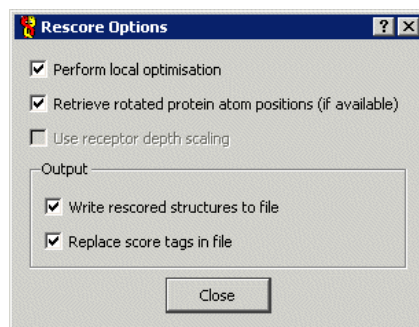 Rescore Options
Perform local optimisation
Retrieve rotated protein atom positions (if available)
Use receptor depth scaling
Output
Write rescored structures to file
Replace score tags in file
Close